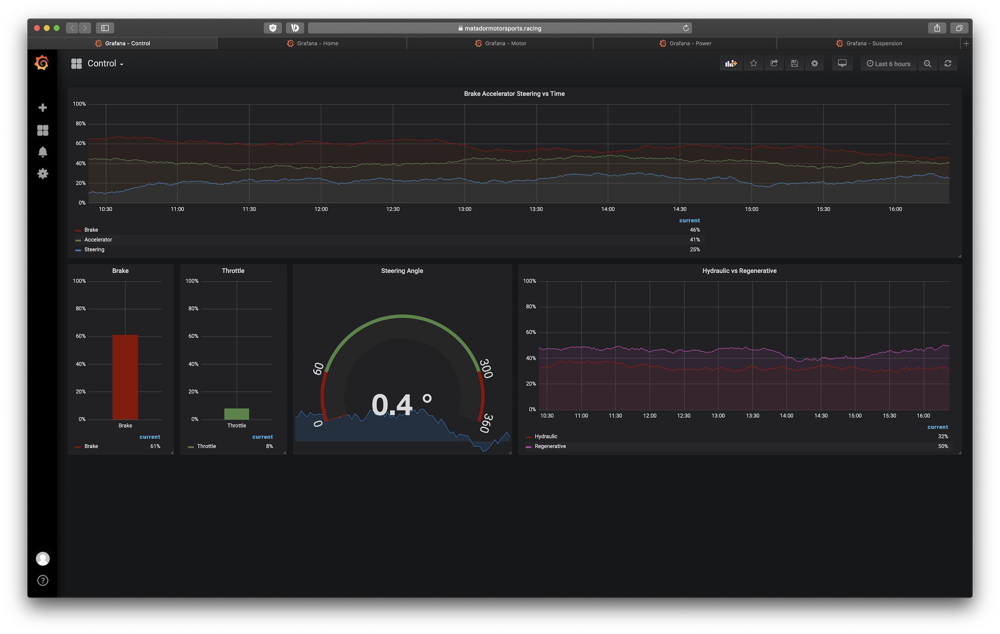 matadormotorsports.racing
Grafana - Control
Grafana - Home
Grafana - Motor
Grafana - Power
Grafana - Suspension
Control
Last 6 hours
Brake Accelerator Steering vs Time
100%
80%
60%
40%
20%
0%
10:30 11:00 11:30 12:00 12:30 13:00 13:30 14:00 14:30 15:00 15:30 16:00
current
Brake 46%
Accelerator 41%
Steering 25%
Brake
100%
80%
60%
40%
20%
0%
Brake
current
Brake 61%
Throttle
100%
80%
60%
40%
20%
0%
Throttle
current
Throttle 8%
Steering Angle
0
60
300
360
0.4 °
Hydraulic vs Regenerative
100%
80%
60%
40%
20%
0%
10:30 11:00 11:30 12:00 12:30 13:00 13:30 14:00 14:30 15:00 15:30 16:00
current
Hydraulic 32%
Regenerative 50%